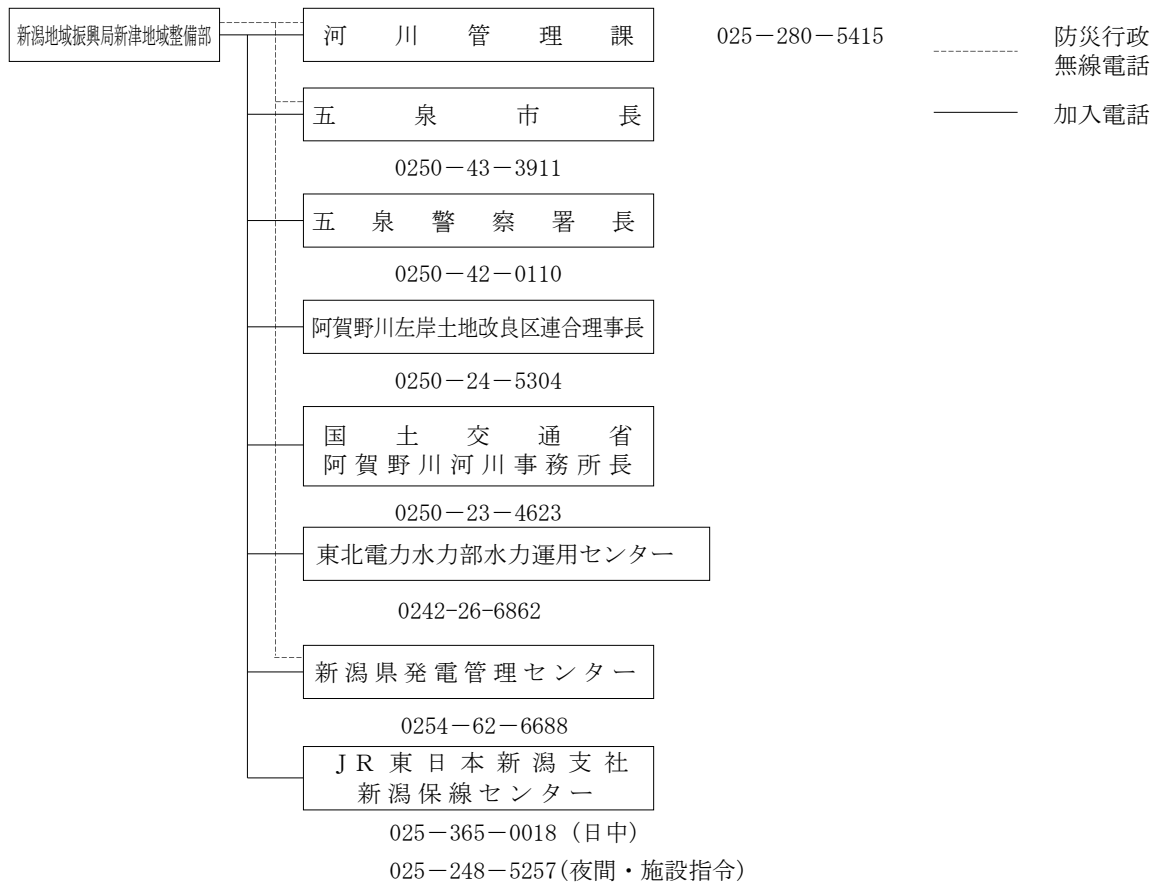 新潟地域振興局新津地域整備部
河川管理課
025－280－5415
防災行政
無線電話
加入電話
五泉市長
0250－43－3911
五泉警察署長
0250－42－0110
阿賀野川左岸土地改良区連合理事長
0250－24－5304
国土交通省
阿賀野川河川事務所長
0250－23－4623
東北電力水力部水力運用センター
0242-26-6862
新潟県発電管理センター
0254－62－6688
ＪＲ東日本新潟支社
新潟保線センター
025－365－0018（日中）
025－248－5257(夜間・施設指令)